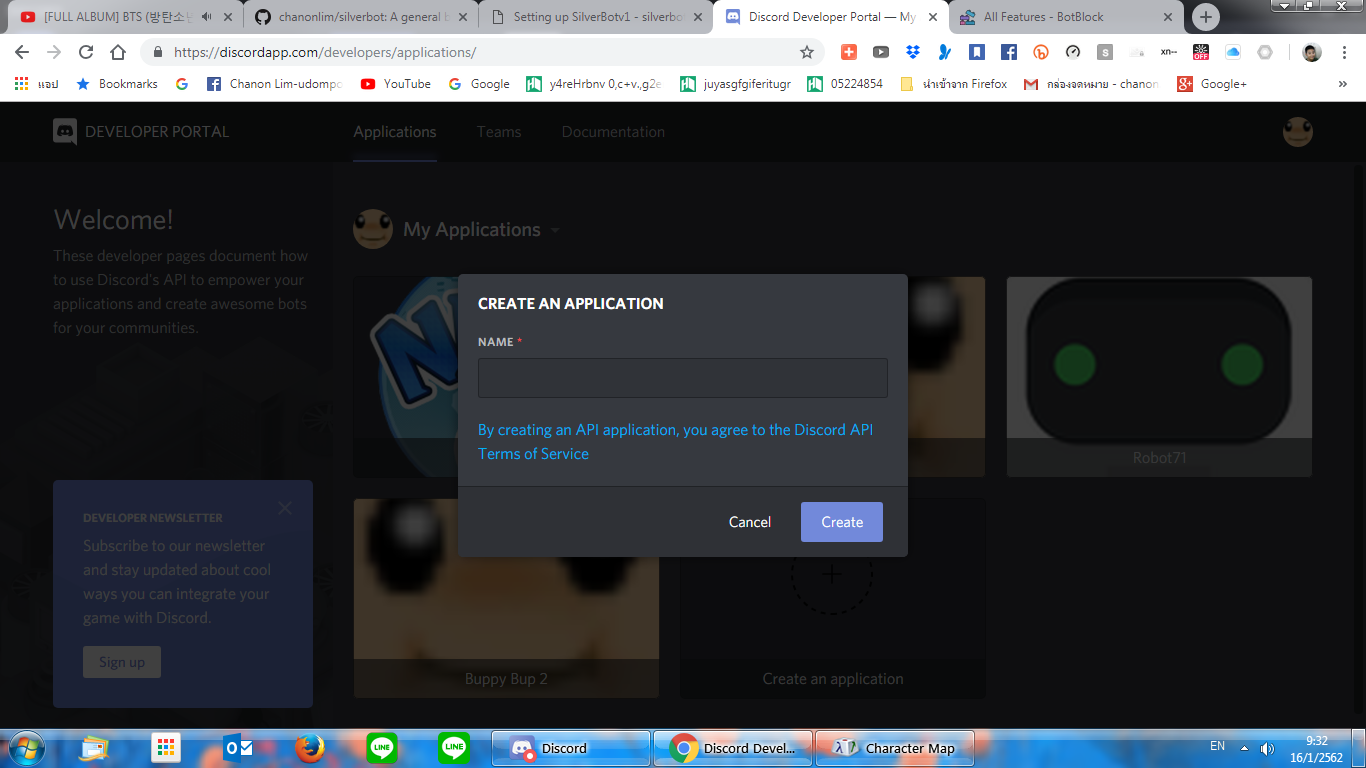 [FULL ALBUM] BTS (방탄소년
chanonlim/silverbot: A general b
Setting up SilverBotv1 - silverbo
Discord Developer Portal — My
All Features - BotBlock
https://discordapp.com/developers/applications/
แอป
Bookmarks
Chanon Lim-udompo
YouTube
Google
y4reHrbnv 0,c+v.,g2e
juyasgfgiferitugr
05224854
นำเข้าจาก Firefox
กล่องจดหมาย - chanon
Google+
»
DEVELOPER PORTAL
Applications
Teams
Documentation
Welcome!
These developer pages document how
to use Discord's API to empower your
applications and create awesome bots
for your communities.
My Applications
CREATE AN APPLICATION
NAME *
By creating an API application, you agree to the Discord API
Terms of Service
Cancel
Create
Robot71
DEVELOPER NEWSLETTER
Subscribe to our newsletter
and stay updated about cool
ways you can integrate your
game with Discord.
Sign up
Buppy Bup 2
Create an application
LINE
LINE
Discord
Discord Devel...
Character Map
EN
9:32
16/1/2562